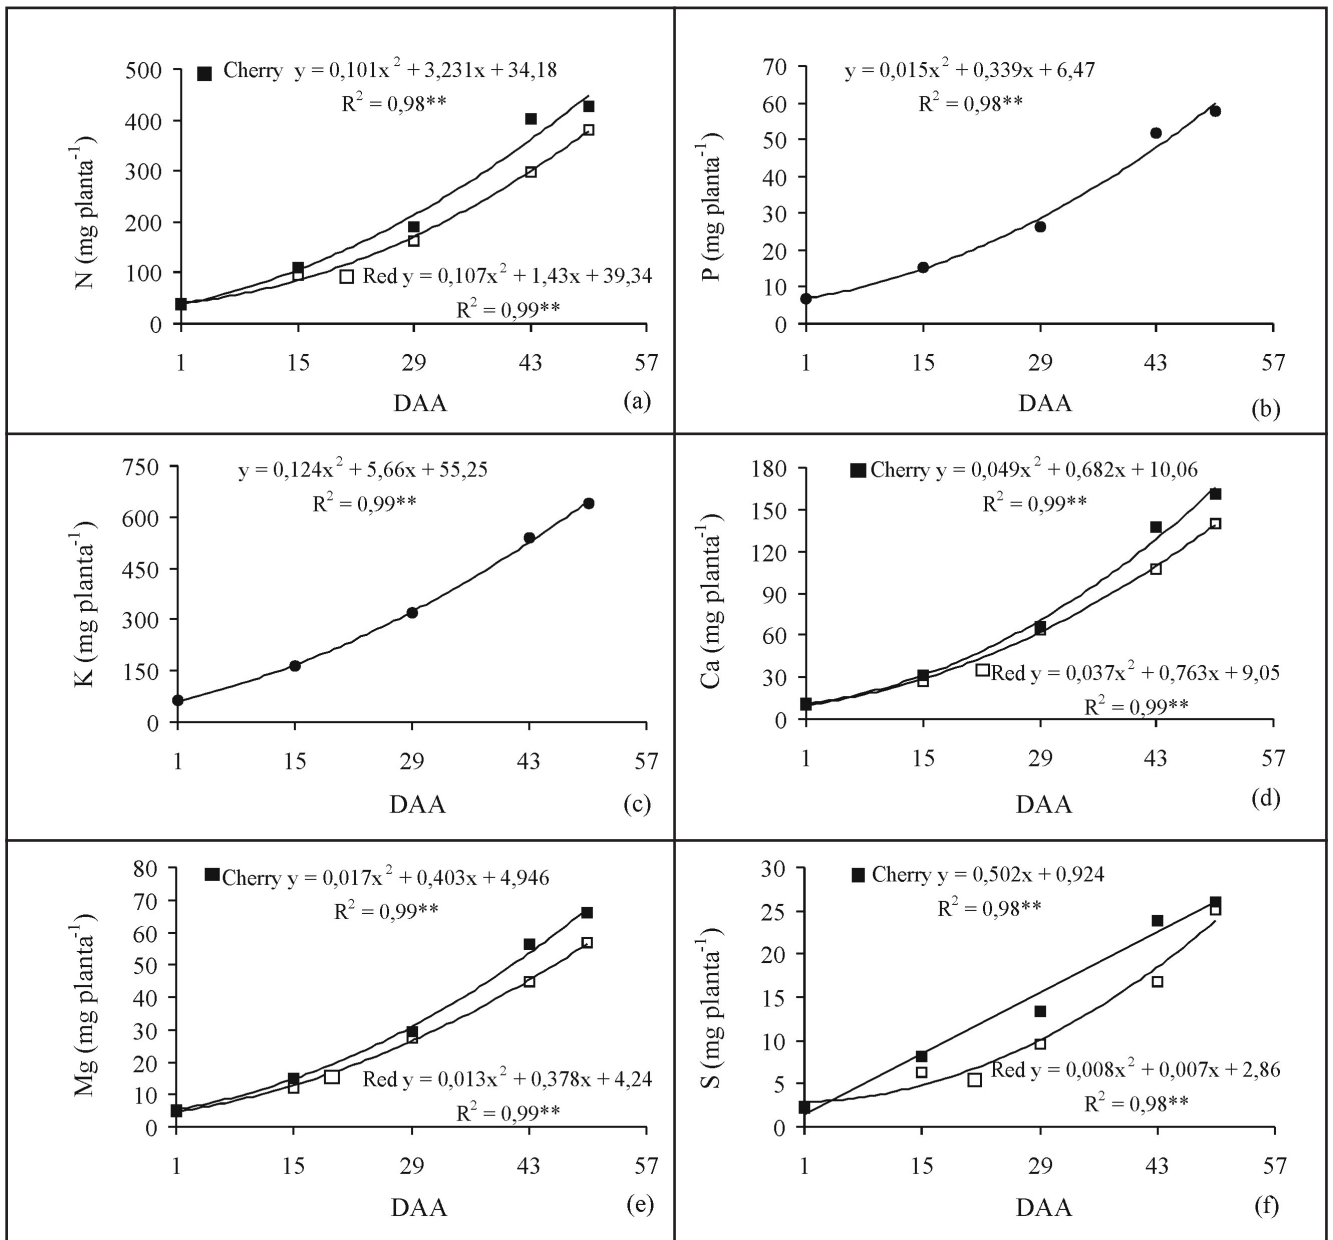 Cherry y = 0,101x² + 3,231x + 34,18
R² = 0,98**
N (mg planta⁻¹)
500
400
300
200
100
0
Red y = 0,107x² + 1,43x + 39,34
R² = 0,99**
1 15 29 43 57
DAA
(a)
y = 0,015x² + 0,339x + 6,47
R² = 0,98**
P (mg planta⁻¹)
70
60
50
40
30
20
10
0
1 15 29 43 57
DAA
(b)
y = 0,124x² + 5,66x + 55,25
R² = 0,99**
K (mg planta⁻¹)
750
600
450
300
150
0
1 15 29 43 57
DAA
(c)
Cherry y = 0,049x² + 0,682x + 10,06
R² = 0,99**
Ca (mg planta⁻¹)
180
150
120
90
60
30
0
Red y = 0,037x² + 0,763x + 9,05
R² = 0,99**
1 15 29 43 57
DAA
(d)
Cherry y = 0,017x² + 0,403x + 4,946
R² = 0,99**
Mg (mg planta⁻¹)
80
70
60
50
40
30
20
10
0
Red y = 0,013x² + 0,378x + 4,24
R² = 0,99**
1 15 29 43 57
DAA
(e)
Cherry y = 0,502x + 0,924
R² = 0,98**
S (mg planta⁻¹)
30
25
20
15
10
5
0
Red y = 0,008x² + 0,007x + 2,86
R² = 0,98**
1 15 29 43 57
DAA
(f)